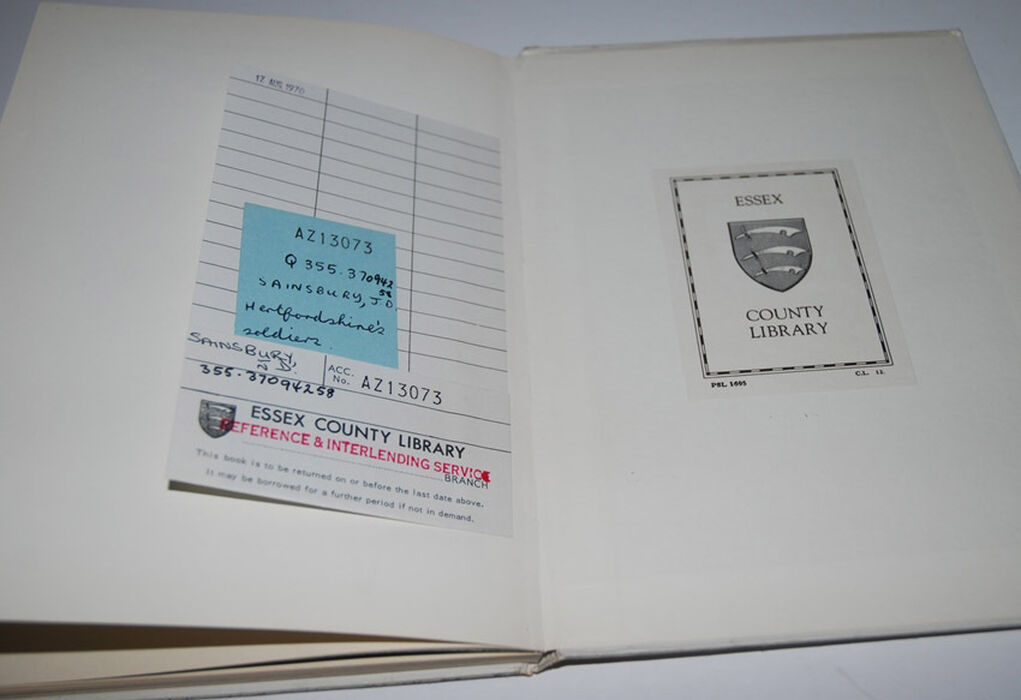 17 AUG 1970
AZ13073
Q 355.370942
58
SAINSBURY, J.D.
Hertfordshire's
soldiers.
SAINSBURY,
355.37094258
ACC.
No. AZ13073
ESSEX COUNTY LIBRARY
REFERENCE & INTERLENDING SERVICE
BRANCH
This book is to be returned on or before the last date above.
It may be borrowed for a further period if not in demand.
ESSEX
COUNTY
LIBRARY
PSL 1605
C.L. 12.